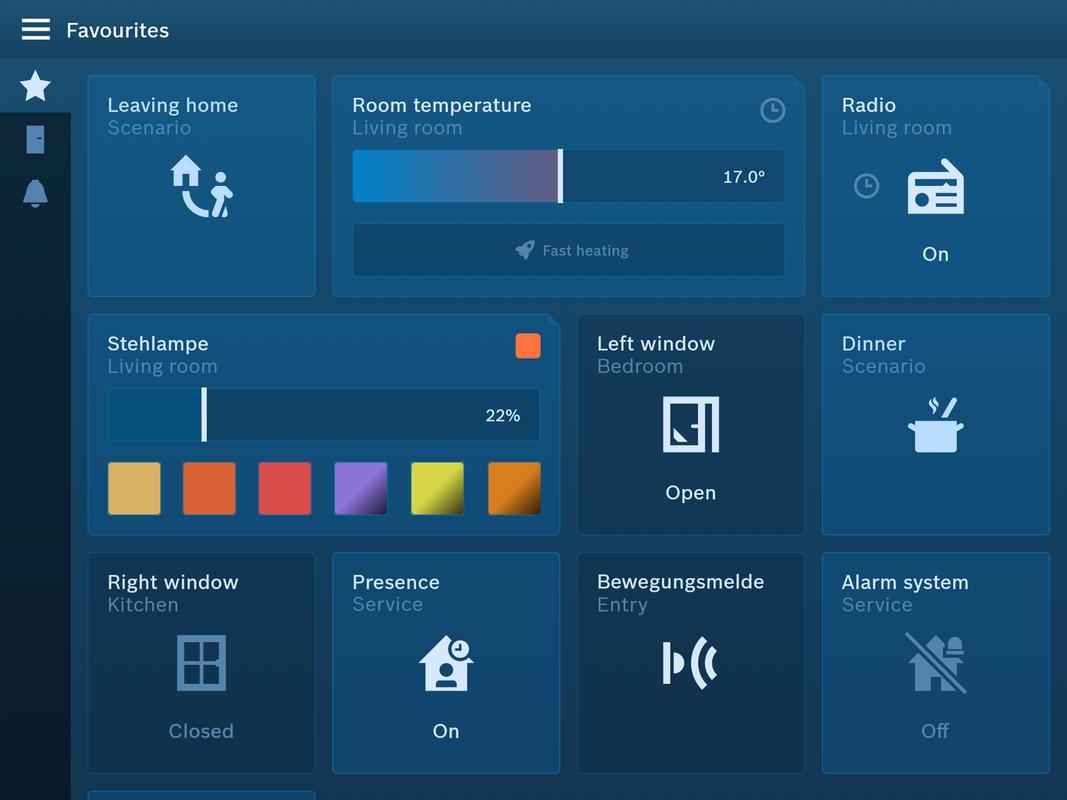 Favourites
Leaving home
Scenario
Room temperature
Living room
17.0°
Fast heating
Radio
Living room
On
Stehlampe
Living room
22%
Left window
Bedroom
Open
Dinner
Scenario
Right window
Kitchen
Closed
Presence
Service
On
Bewegungsmelde
Entry
Alarm system
Service
Off